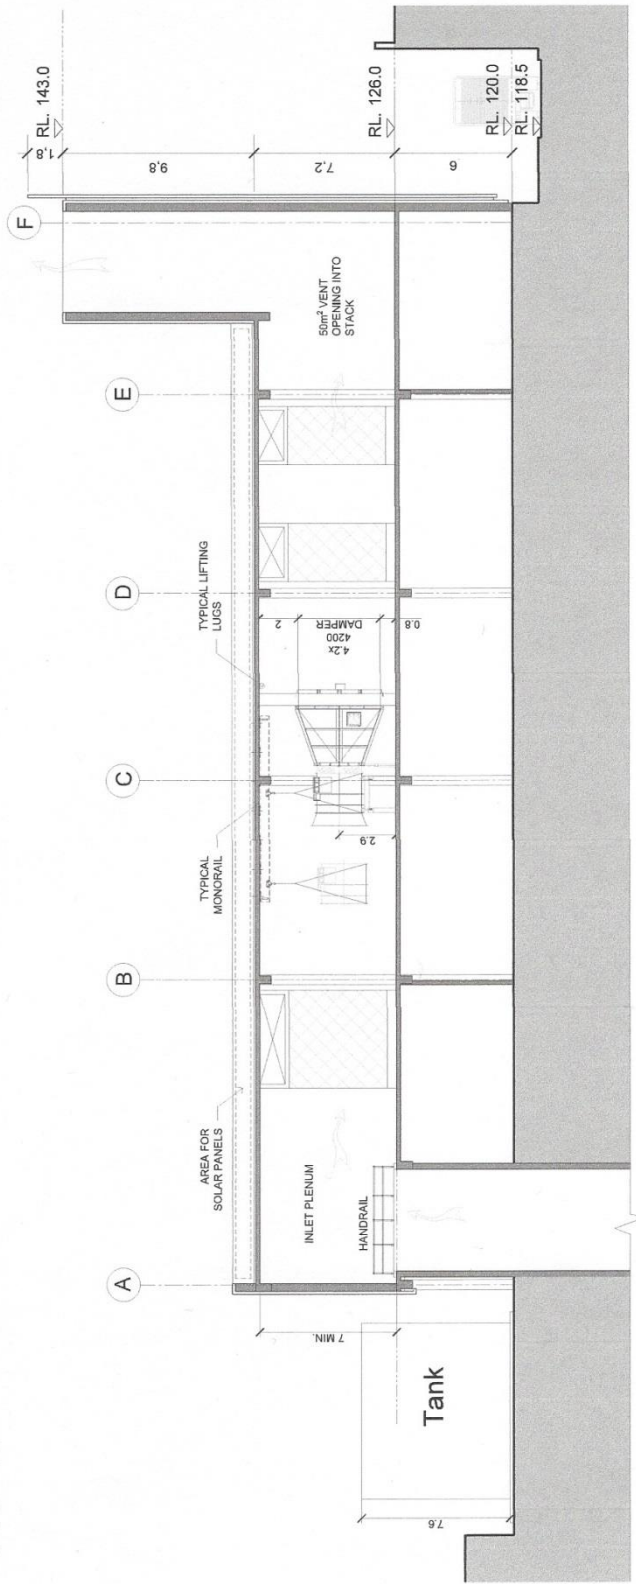 A
B
C
D
E
F
AREA FOR
SOLAR PANELS
TYPICAL
MONORAIL
TYPICAL LIFTING
LUGS
INLET PLENUM
HANDRAIL
7 MIN.
2.9
2
4.2x
4200
DAMPER
0.8
50m² VENT
OPENING INTO
STACK
1,8
9,8
7,2
6
RL. 143.0
RL. 126.0
RL. 120.0
RL. 118.5
Tank
7.6